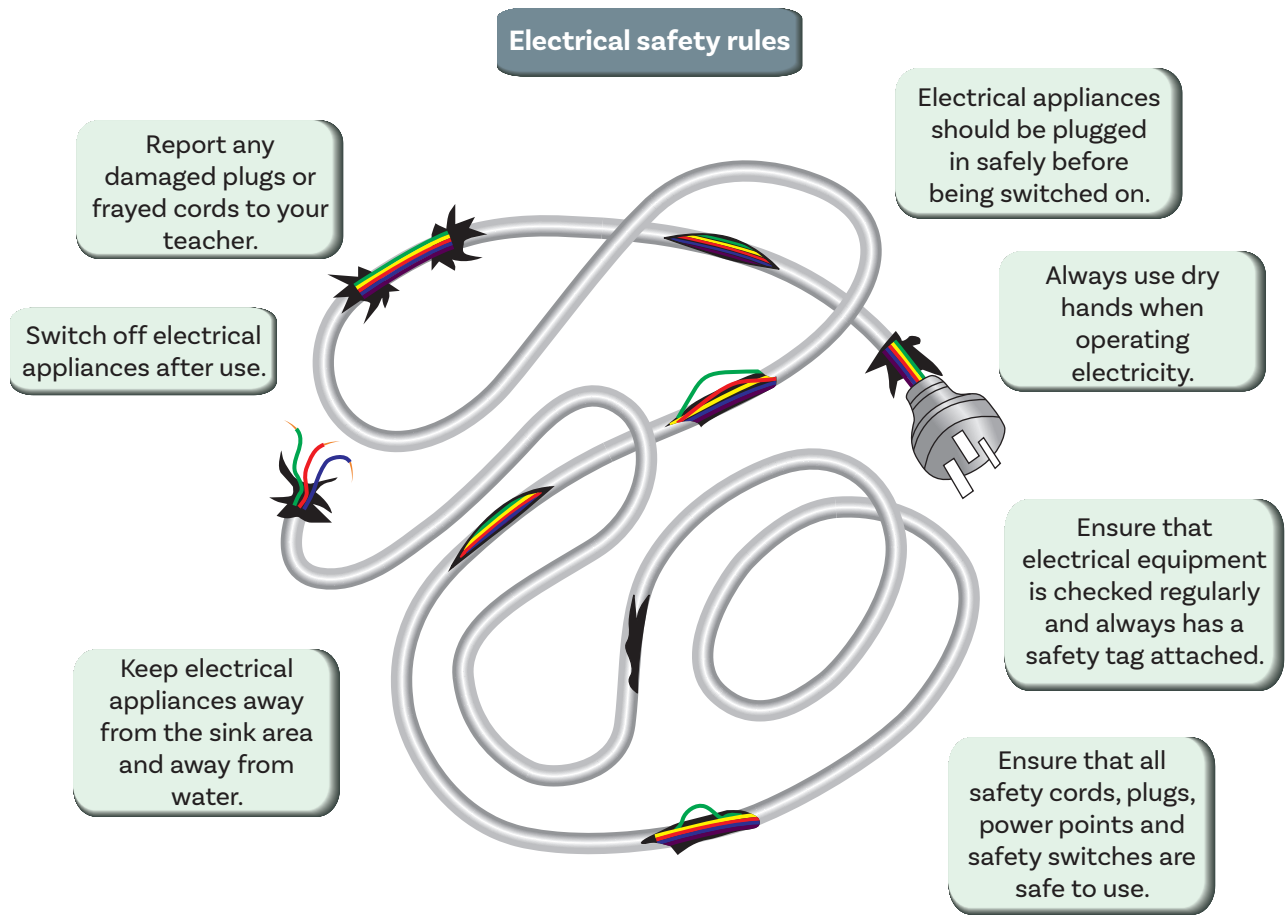 Electrical safety rules
Report any
damaged plugs or
frayed cords to your
teacher.
Switch off electrical
appliances after use.
Keep electrical
appliances away
from the sink area
and away from
water.
Electrical appliances
should be plugged
in safely before
being switched on.
Always use dry
hands when
operating
electricity.
Ensure that
electrical equipment
is checked regularly
and always has a
safety tag attached.
Ensure that all
safety cords, plugs,
power points and
safety switches are
safe to use.